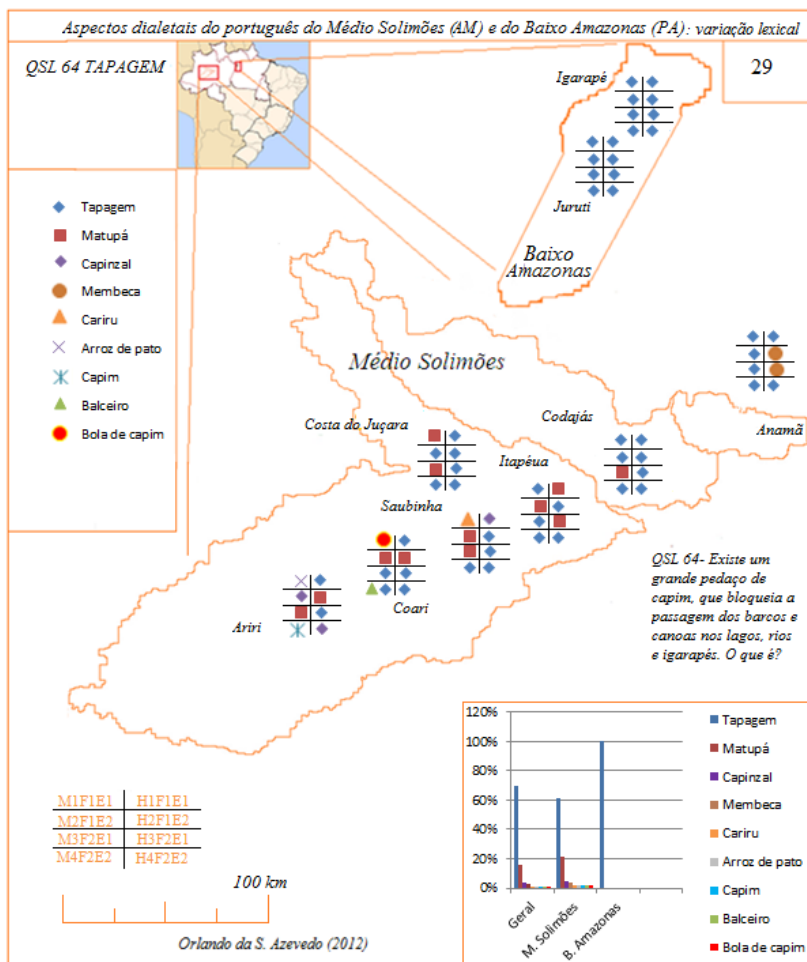 Aspectos dialetais do português do Médio Solimões (AM) e do Baixo Amazonas (PA): variação lexical
QSL 64 TAPAGEM
29
Igarapé
Juruti
Baixo
Amazonas
Tapagem
Matupá
Capinzal
Membeca
Cariru
Arroz de pato
Capim
Balceiro
Bola de capim
Médio Solimões
Costa do Juçara
Codajás
Anamã
Itapéua
Saubinha
Coari
Ariri
QSL 64- Existe um
grande pedaço de
capim, que bloqueia a
passagem dos barcos e
canoas nos lagos, rios
e igarapés. O que é?
120%
100%
80%
60%
40%
20%
0%
Geral
M. Solimões
B. Amazonas
Tapagem
Matupá
Capinzal
Membeca
Cariru
Arroz de pato
Capim
Balceiro
Bola de capim
M1F1E1 H1F1E1
M2F1E2 H2F1E2
M3F2E1 H3F2E1
M4F2E2 H4F2E2
100 km
Orlando da S. Azevedo (2012)